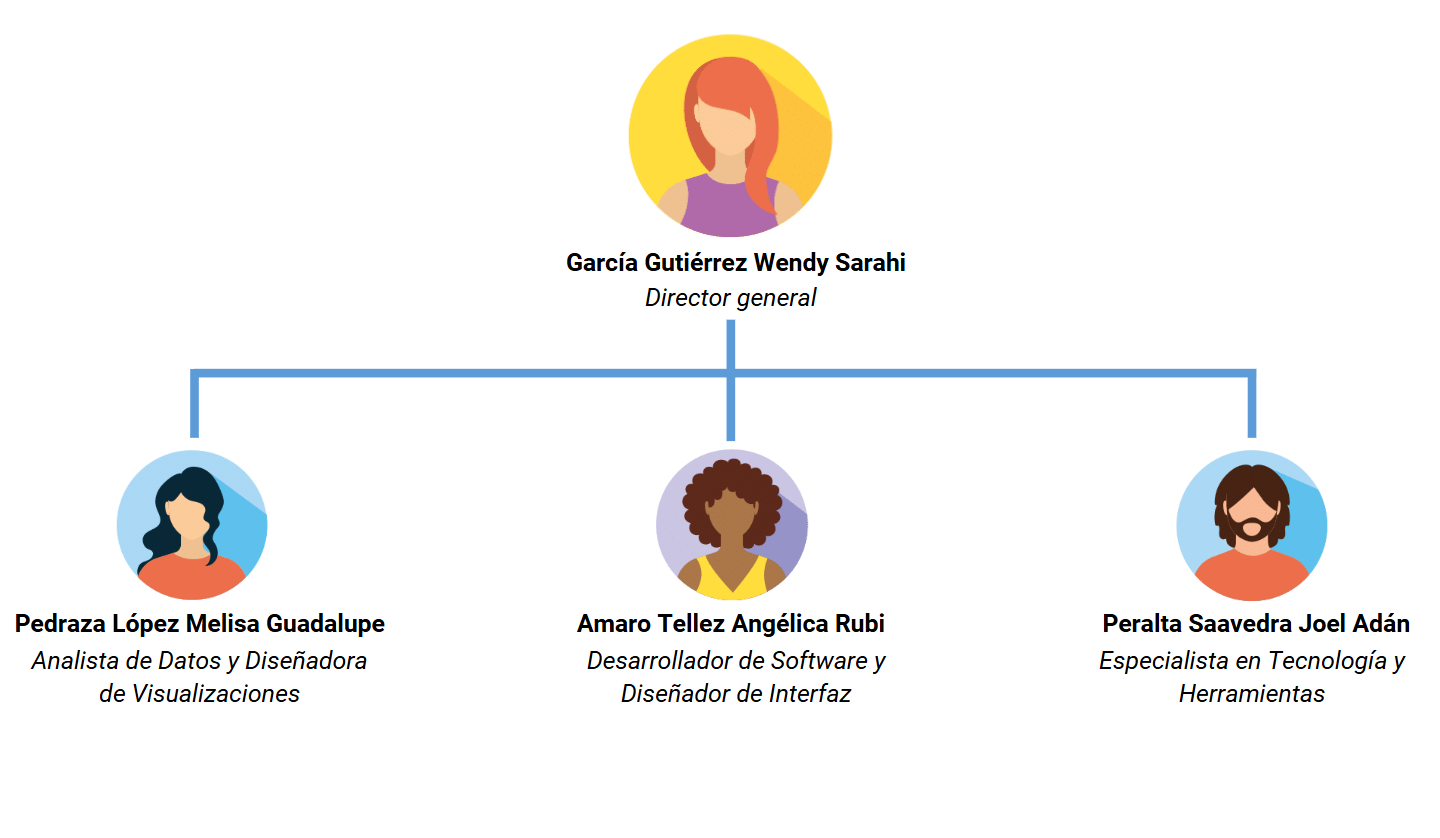 García Gutiérrez Wendy Sarahi
Director general
Pedraza López Melisa Guadalupe
Analista de Datos y Diseñadora
de Visualizaciones
Amaro Tellez Angélica Rubi
Desarrollador de Software y
Diseñador de Interfaz
Peralta Saavedra Joel Adán
Especialista en Tecnología y
Herramientas